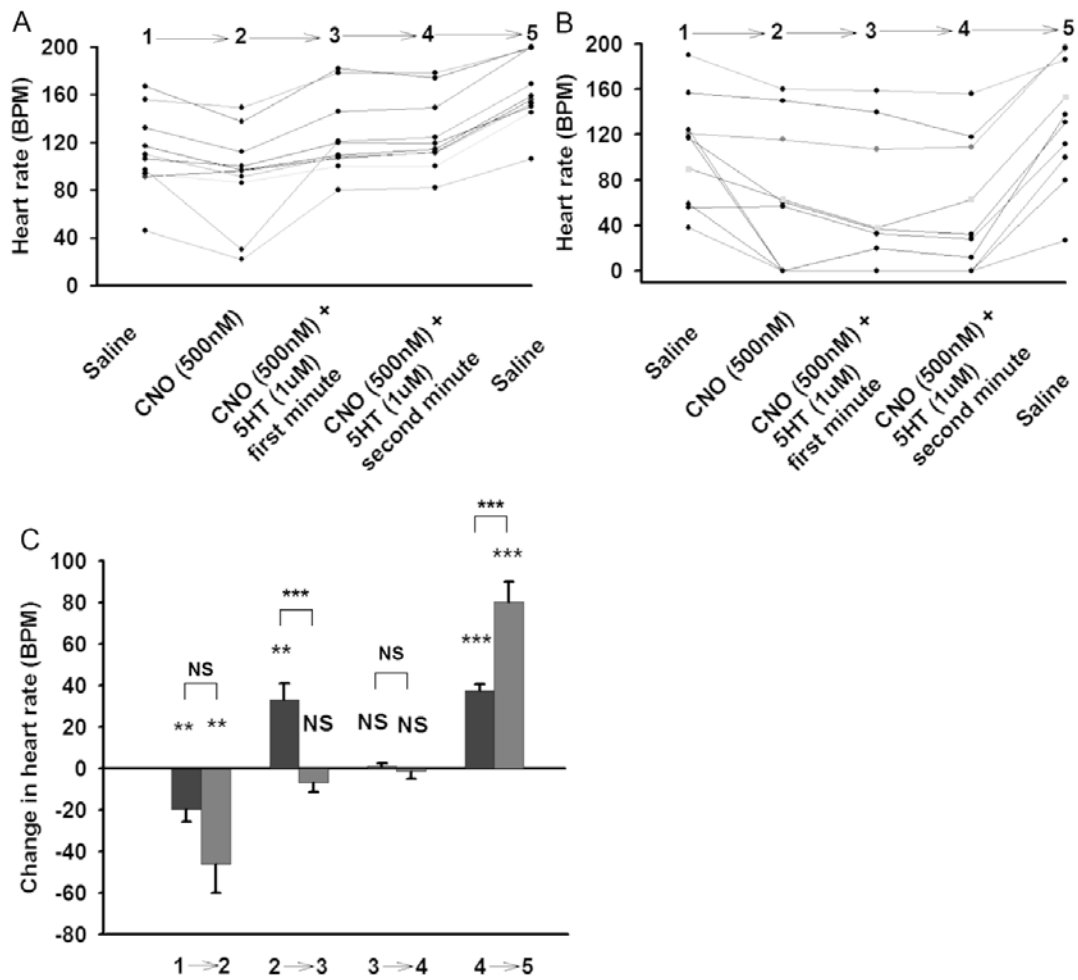 A
1 2 3 4 5
200
160
120
80
40
0
Heart rate (BPM)
Saline
CNO (500nM)
CNO (500nM) +
5HT (1uM)
first minute
CNO (500nM) +
5HT (1uM)
second minute
Saline
B
1 2 3 4 5
200
160
120
80
40
0
Heart rate (BPM)
Saline
CNO (500nM)
CNO (500nM) +
5HT (1uM)
first minute
CNO (500nM) +
5HT (1uM)
second minute
Saline
C
100
80
60
40
20
0
-20
-40
-60
-80
Change in heart rate (BPM)
NS
** **
***
** NS
NS
NS NS
***
*** ***
1 → 2 2 → 3 3 → 4 4 → 5